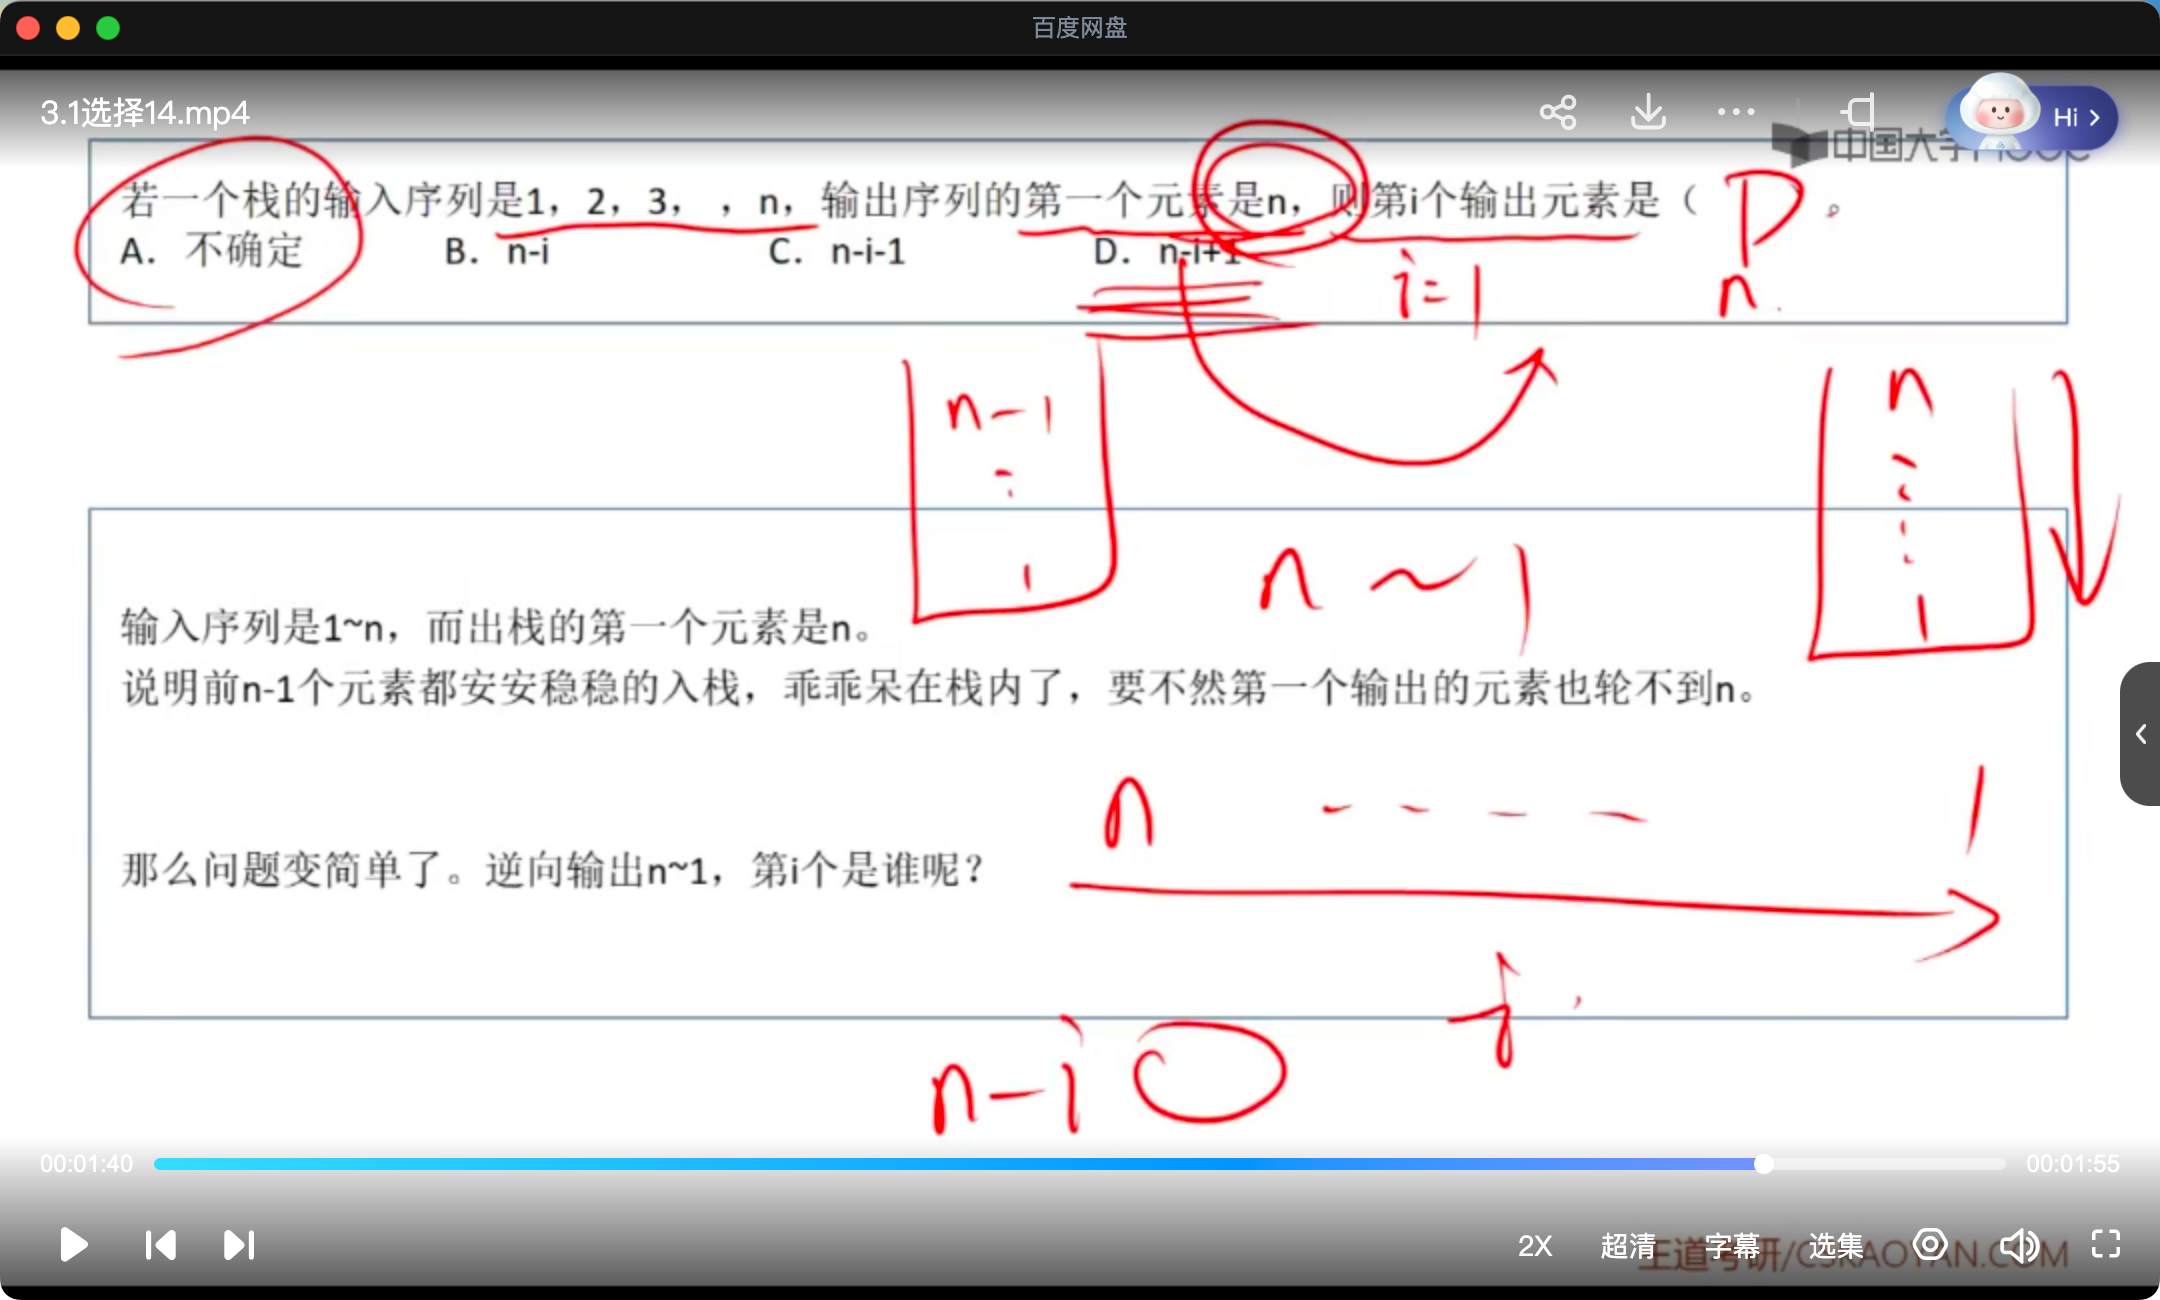 百度网盘
3.1选择14.mp4
Hi
中国大学MOOC
若一个栈的输入序列是1，2，3， ，n，输出序列的第一个元素是n，则第i个输出元素是（ D 。
A. 不确定 B. n-i C. n-i-1 D. n-i+1
i=1 n.
n-1
⋮
1
n
⋮
1
n ~ 1
输入序列是1~n，而出栈的第一个元素是n。
说明前n-1个元素都安安稳稳的入栈，乖乖呆在栈内了，要不然第一个输出的元素也轮不到n。
n - - - - 1
那么问题变简单了。逆向输出n~1，第i个是谁呢？
n-i
00:01:40
00:01:55
2X 超清 字幕 选集
王道考研/CSKAOYAN.COM